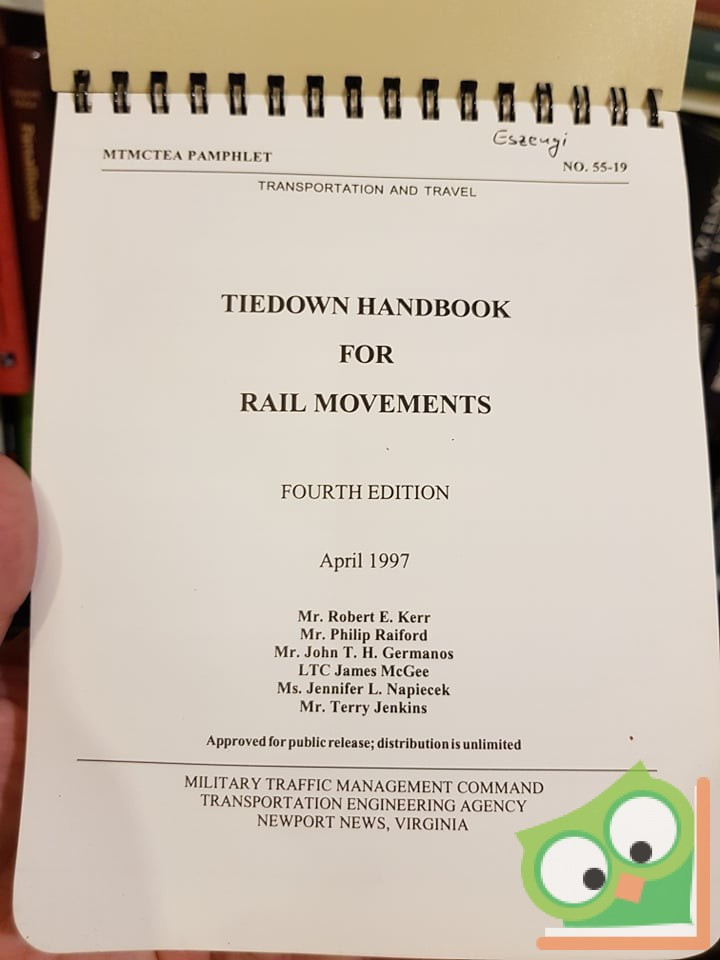 Eszengi
MTMCTEA PAMPHLET
NO. 55-19
TRANSPORTATION AND TRAVEL
TIEDOWN HANDBOOK
FOR
RAIL MOVEMENTS
FOURTH EDITION
April 1997
Mr. Robert E. Kerr
Mr. Philip Raiford
Mr. John T. H. Germanos
LTC James McGee
Ms. Jennifer L. Napiecek
Mr. Terry Jenkins
Approved for public release; distribution is unlimited
MILITARY TRAFFIC MANAGEMENT COMMAND
TRANSPORTATION ENGINEERING AGENCY
NEWPORT NEWS, VIRGINIA